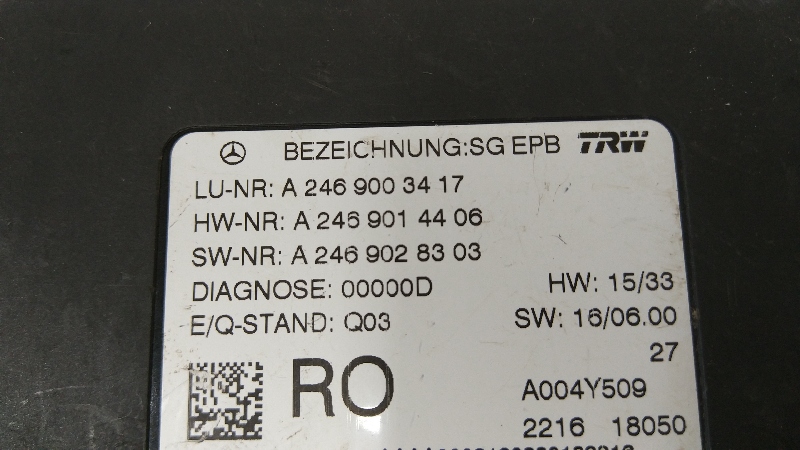 BEZEICHNUNG:SG EPB TRW
LU-NR: A 246 900 34 17
HW-NR: A 246 901 44 06
SW-NR: A 246 902 83 03
DIAGNOSE: 00000D HW: 15/33
E/Q-STAND: Q03 SW: 16/06.00
27
RO A004Y509
2216 18050